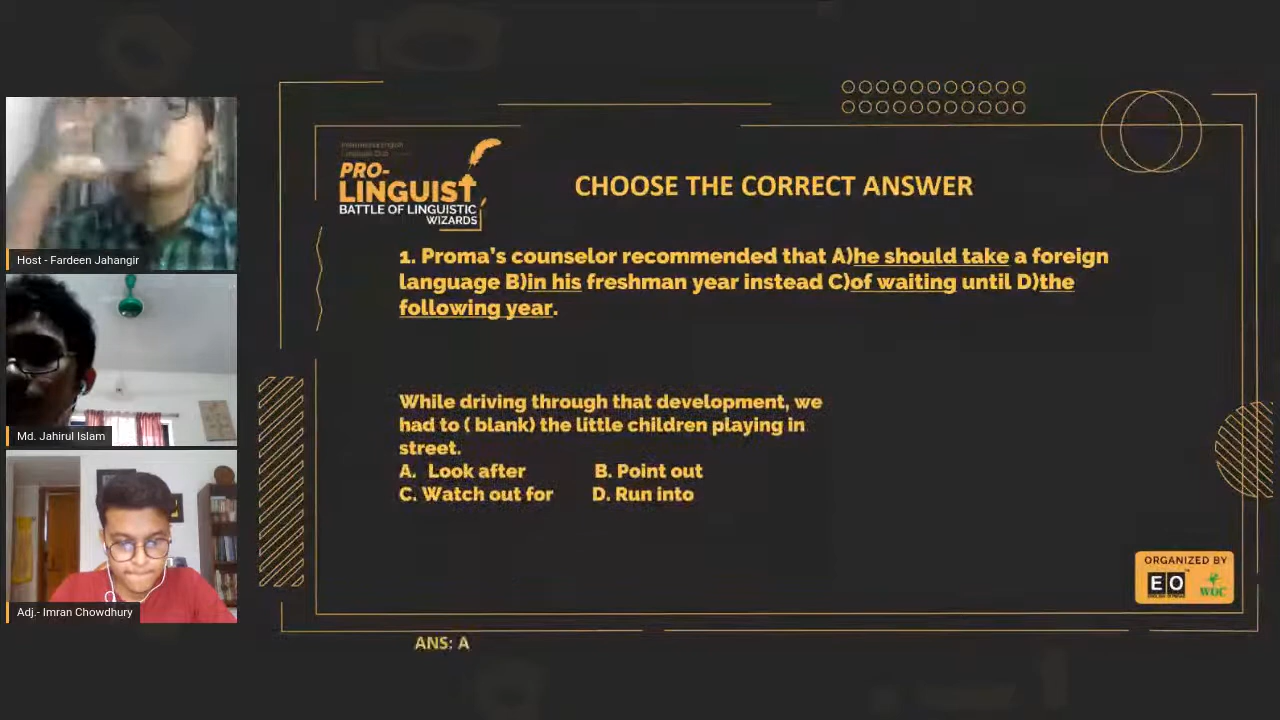 Host - Fardeen Jahangir
Md. Jahirul Islam
Adj.- Imran Chowdhury
PRO-
LINGUIST
BATTLE OF LINGUISTIC
WIZARDS
CHOOSE THE CORRECT ANSWER
1. Proma's counselor recommended that A)he should take a foreign
language B)in his freshman year instead C)of waiting until D)the
following year.
While driving through that development, we
had to ( blank) the little children playing in
street.
A. Look after B. Point out
C. Watch out for D. Run into
ORGANIZED BY
EO
WOC
ANS: A